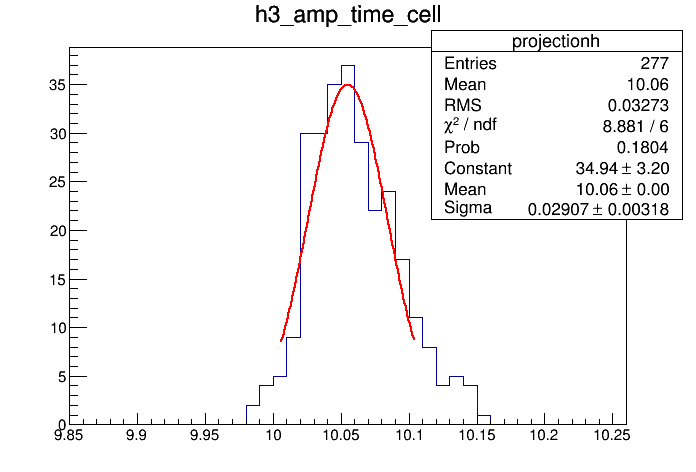 h3_amp_time_cell
projectionh
Entries 277
Mean 10.06
RMS 0.03273
χ² / ndf 8.881 / 6
Prob 0.1804
Constant 34.94 ± 3.20
Mean 10.06 ± 0.00
Sigma 0.02907 ± 0.00318
35
30
25
20
15
10
5
0
9.85 9.9 9.95 10 10.05 10.1 10.15 10.2 10.25